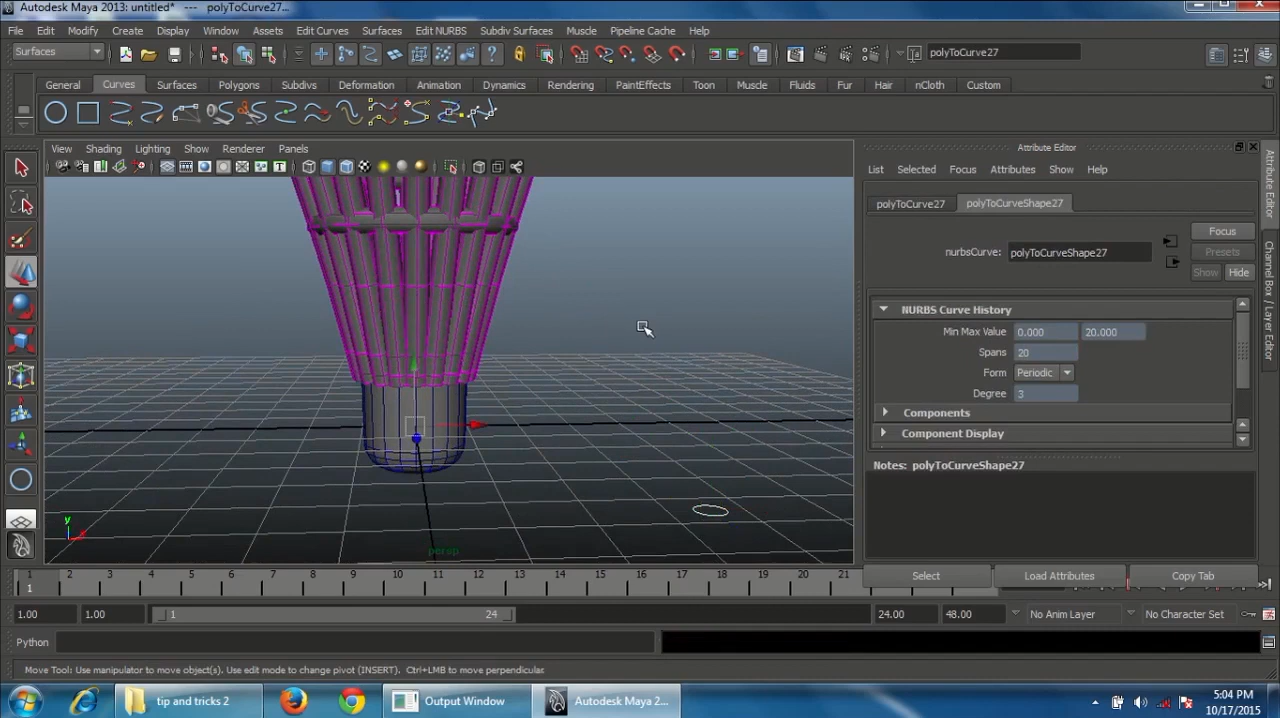 Autodesk Maya 2013: untitled* --- polyToCurve27...
File Edit Modify Create Display Window Assets Edit Curves Surfaces Edit NURBS Subdiv Surfaces Muscle Pipeline Cache Help
Surfaces
polyToCurve27
General Curves Surfaces Polygons Subdivs Deformation Animation Dynamics Rendering PaintEffects Toon Muscle Fluids Fur Hair nCloth Custom
View Shading Lighting Show Renderer Panels
Attribute Editor
List Selected Focus Attributes Show Help
polyToCurve27 polyToCurveShape27
Focus
nurbsCurve: polyToCurveShape27
Presets
Show Hide
NURBS Curve History
Min Max Value 0.000 20.000
Spans 20
Form Periodic
Degree 3
Components
Component Display
Notes: polyToCurveShape27
Select Load Attributes Copy Tab
Attribute Editor
Channel Box / Layer Editor
y
persp
1 2 3 4 5 6 7 8 9 10 11 12 13 14 15 16 17 18 19 20 21
1
1.00 1.00 1 24 24.00 48.00 No Anim Layer No Character Set
Python
Move Tool: Use manipulator to move object(s). Use edit mode to change pivot (INSERT). Ctrl+LMB to move perpendicular.
tip and tricks 2
Output Window
Autodesk Maya 2...
5:04 PM
10/17/2015